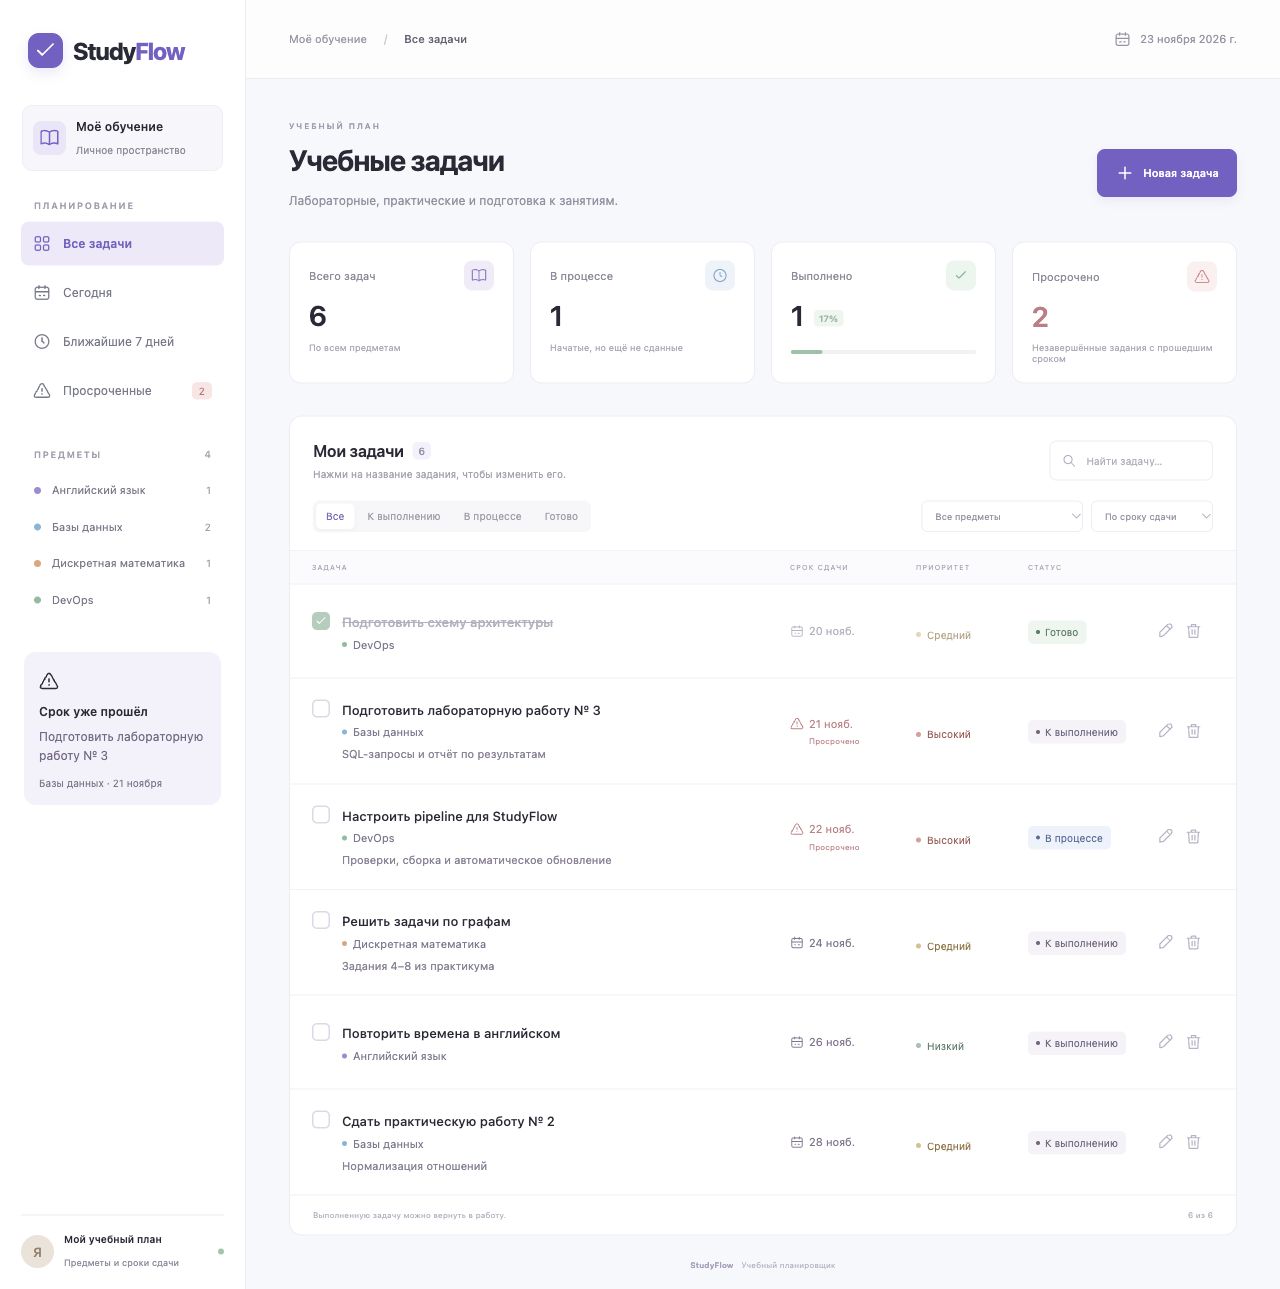 StudyFlow
Моё обучение
Личное пространство
ПЛАНИРОВАНИЕ
Все задачи
Сегодня
Ближайшие 7 дней
Просроченные 2
ПРЕДМЕТЫ 4
Английский язык 1
Базы данных 2
Дискретная математика 1
DevOps 1
Срок уже прошёл
Подготовить лабораторную
работу № 3
Базы данных · 21 ноября
Я
Мой учебный план
Предметы и сроки сдачи
Моё обучение / Все задачи
23 ноября 2026 г.
УЧЕБНЫЙ ПЛАН
Учебные задачи
Лабораторные, практические и подготовка к занятиям.
Новая задача
Всего задач
6
По всем предметам
В процессе
1
Начатые, но ещё не сданные
Выполнено
1 17%
Просрочено
2
Незавершённые задания с прошедшим
сроком
Мои задачи 6
Нажми на название задания, чтобы изменить его.
Найти задачу...
Все К выполнению В процессе Готово
Все предметы
По сроку сдачи
ЗАДАЧА СРОК СДАЧИ ПРИОРИТЕТ СТАТУС
Подготовить схему архитектуры
DevOps
20 нояб.
Средний
Готово
Подготовить лабораторную работу № 3
Базы данных
SQL-запросы и отчёт по результатам
21 нояб.
Просрочено
Высокий
К выполнению
Настроить pipeline для StudyFlow
DevOps
Проверки, сборка и автоматическое обновление
22 нояб.
Просрочено
Высокий
В процессе
Решить задачи по графам
Дискретная математика
Задания 4–8 из практикума
24 нояб.
Средний
К выполнению
Повторить времена в английском
Английский язык
26 нояб.
Низкий
К выполнению
Сдать практическую работу № 2
Базы данных
Нормализация отношений
28 нояб.
Средний
К выполнению
Выполненную задачу можно вернуть в работу.
6 из 6
StudyFlow Учебный планировщик